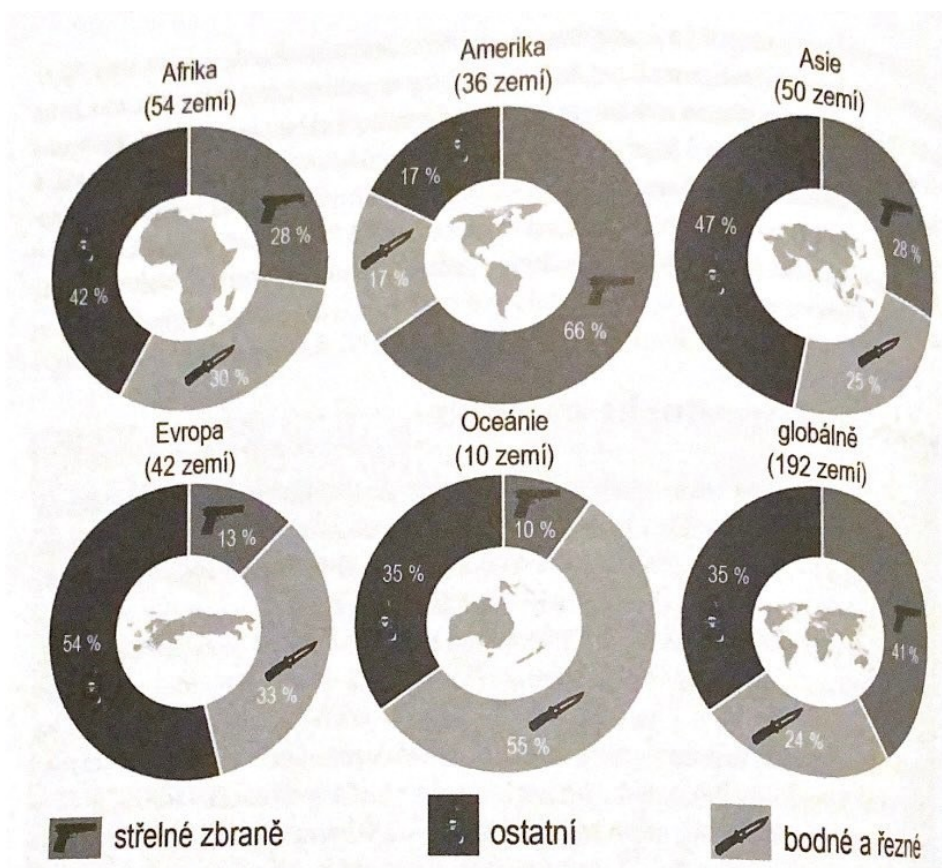 Afrika
(54 zemí)
28 %
30 %
42 %
Amerika
(36 zemí)
17 %
17 %
66 %
Asie
(50 zemí)
47 %
28 %
25 %
Evropa
(42 zemí)
13 %
54 %
33 %
Oceánie
(10 zemí)
10 %
35 %
55 %
globálně
(192 zemí)
35 %
41 %
24 %
střelné zbraně
ostatní
bodné a řezné